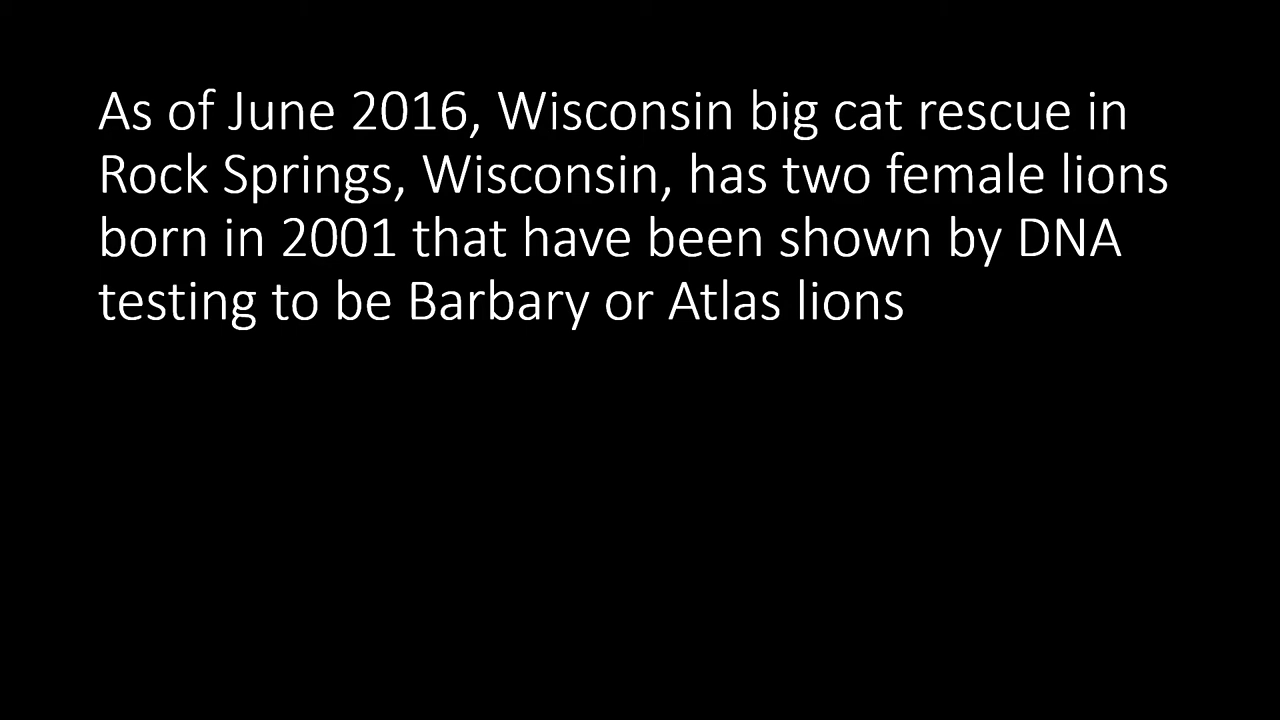 As of June 2016, Wisconsin big cat rescue in
Rock Springs, Wisconsin, has two female lions
born in 2001 that have been shown by DNA
testing to be Barbary or Atlas lions